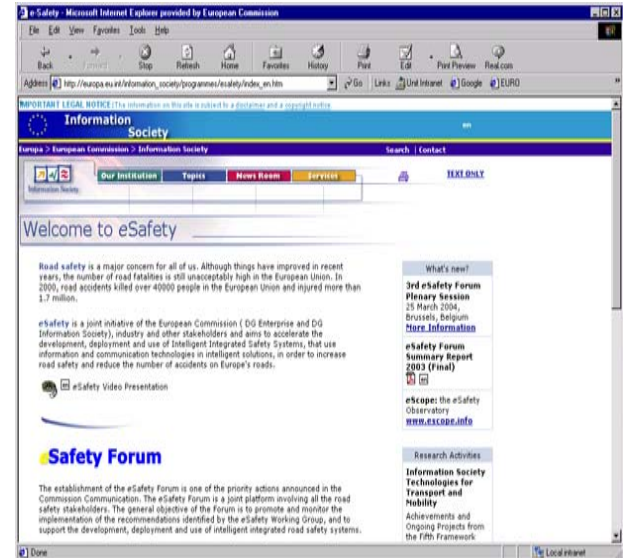 e-Safety - Microsoft Internet Explorer provided by European Commission
File Edit View Favorites Tools Help
Back Forward Stop Refresh Home Favorites History Print Edit Print Preview Real.com
Address http://europa.eu.int/information_society/programmes/esafety/index_en.htm Go Links Unit Intranet Google EURO
IMPORTANT LEGAL NOTICE: The information on this site is subject to a disclaimer and a copyright notice
Information
Society
en
Europa > European Commission > Information Society Search | Contact
Our Institution Topics News Room Services TEXT ONLY
Information Society
Welcome to eSafety
Road safety is a major concern for all of us. Although things have improved in recent
years, the number of road fatalities is still unacceptably high in the European Union. In
2000, road accidents killed over 40000 people in the European Union and injured more than
1.7 million.
eSafety is a joint initiative of the European Commission ( DG Enterprise and DG
Information Society), industry and other stakeholders and aims to accelerate the
development, deployment and use of Intelligent Integrated Safety Systems, that use
information and communication technologies in intelligent solutions, in order to increase
road safety and reduce the number of accidents on Europe's roads.
en eSafety Video Presentation
eSafety Forum
The establishment of the eSafety Forum is one of the priority actions announced in the
Commission Communication. The eSafety Forum is a joint platform involving all the road
safety stakeholders. The general objective of the Forum is to promote and monitor the
implementation of the recommendations identified by the eSafety Working Group, and to
support the development, deployment and use of intelligent integrated road safety systems.
What's new?
3rd eSafety Forum
Plenary Session
25 March 2004,
Brussels, Belgium
More Information
eSafety Forum
Summary Report
2003 (Final)
en
eScope: the eSafety
Observatory
www.escope.info
Research Activities
Information Society
Technologies for
Transport and
Mobility
Achievements and
Ongoing Projects from
the Fifth Framework
Done Local intranet